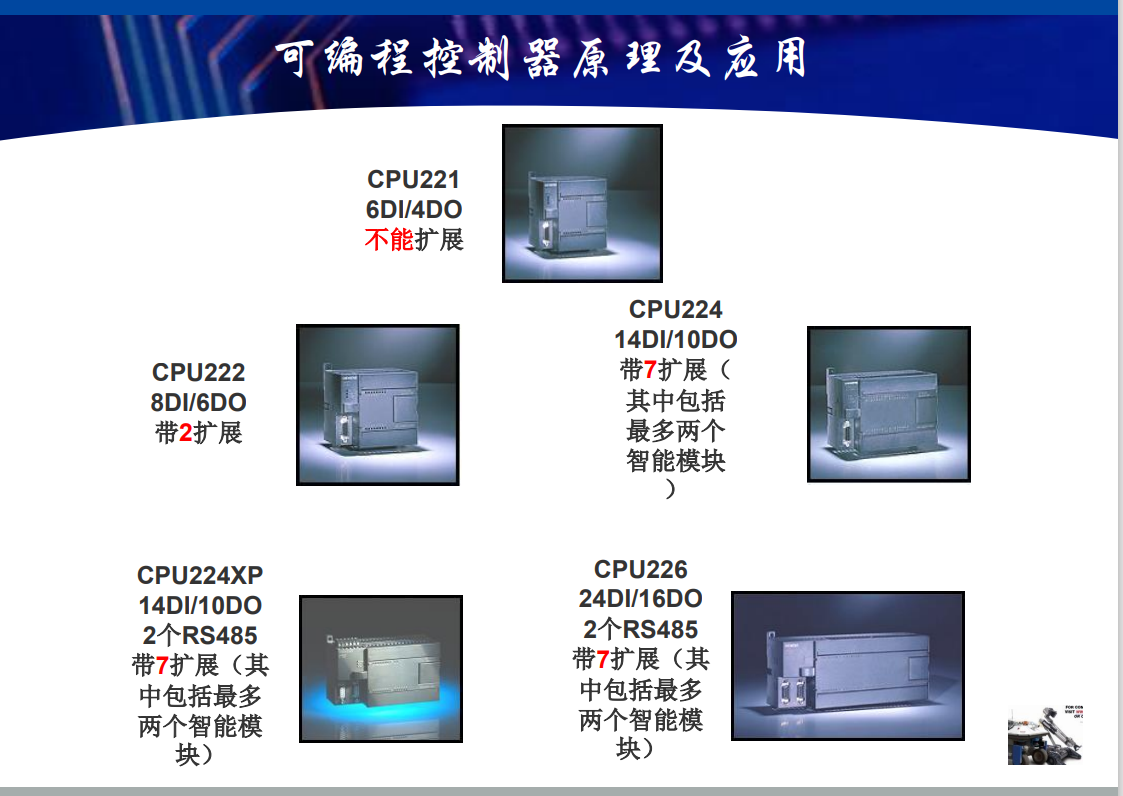 可编程控制器原理及应用
CPU221
6DI/4DO
不能扩展
CPU222
8DI/6DO
带2扩展
CPU224
14DI/10DO
带7扩展（
其中包括
最多两个
智能模块
）
CPU224XP
14DI/10DO
2个RS485
带7扩展（其
中包括最多
两个智能模
块）
CPU226
24DI/16DO
2个RS485
带7扩展（其
中包括最多
两个智能模
块）